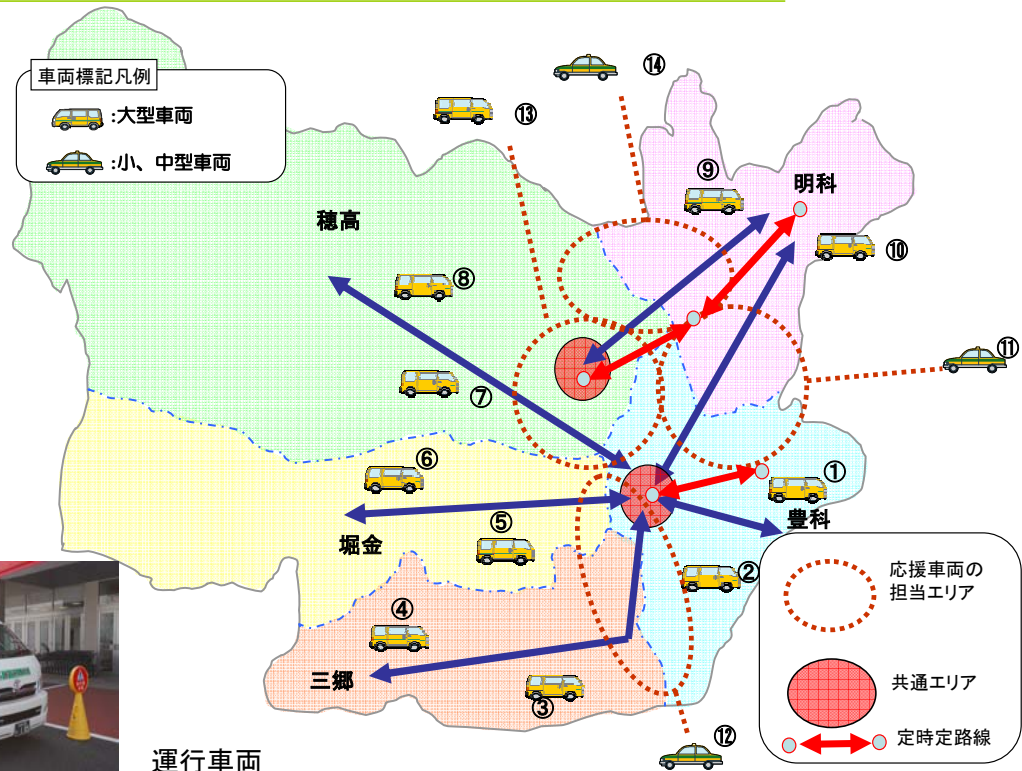 車両標記凡例
:大型車両
:小、中型車両
⑭
⑬
⑨
明科
⑩
穂高
⑧
⑪
⑦
⑥
①
豊科
⑤
堀金
②
④
三郷
③
⑫
応援車両の
担当エリア
共通エリア
定時定路線
運行車両